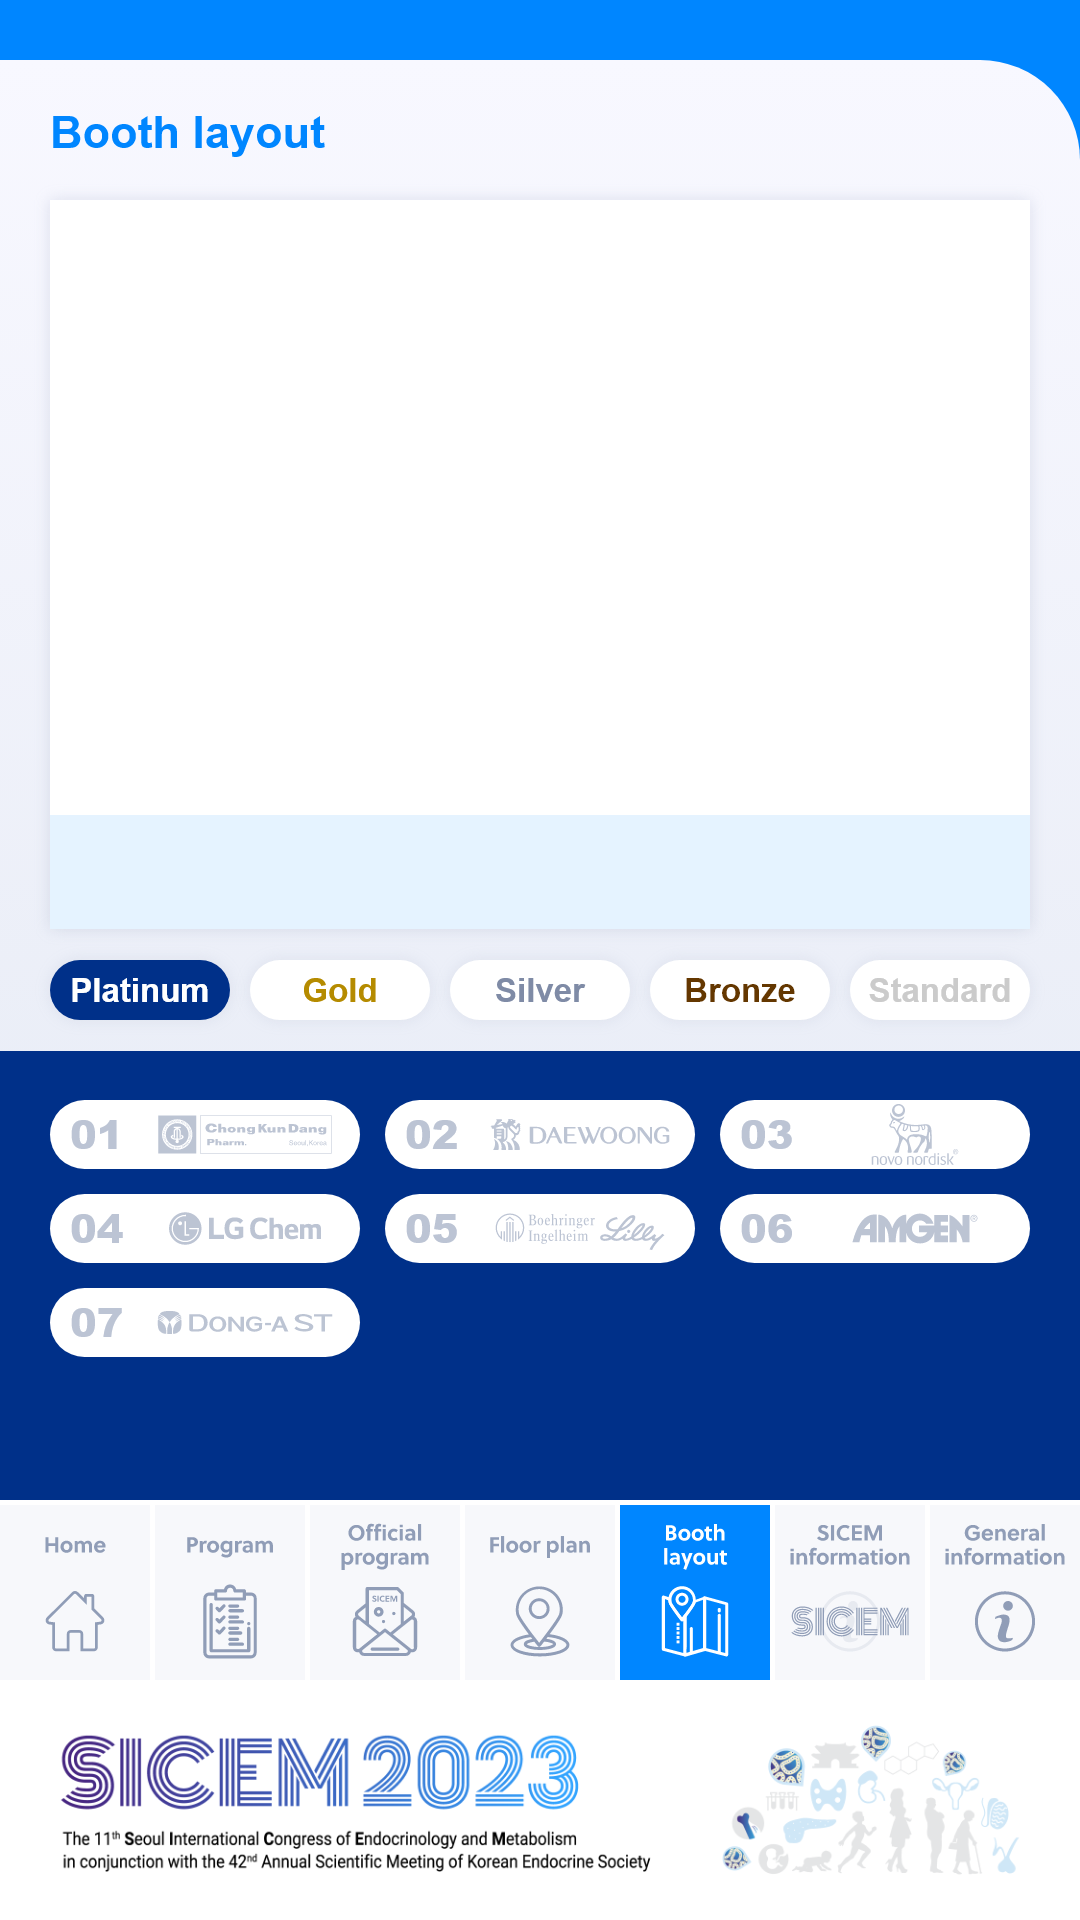 Booth layout
Platinum
Gold
Silver
Bronze
Standard
01 Chong Kun Dang
Pharm. Seoul, Korea
02 DAEWOONG
03 novo nordisk®
04 LG Chem
05 Boehringer
Ingelheim Lilly
06 AMGEN®
07 DONG-A ST
Home
Program
Official
program
SICEM
Floor plan
Booth
layout
SICEM
information
SICEM
General
information
SICEM 2023
The 11th Seoul International Congress of Endocrinology and Metabolism
in conjunction with the 42nd Annual Scientific Meeting of Korean Endocrine Society